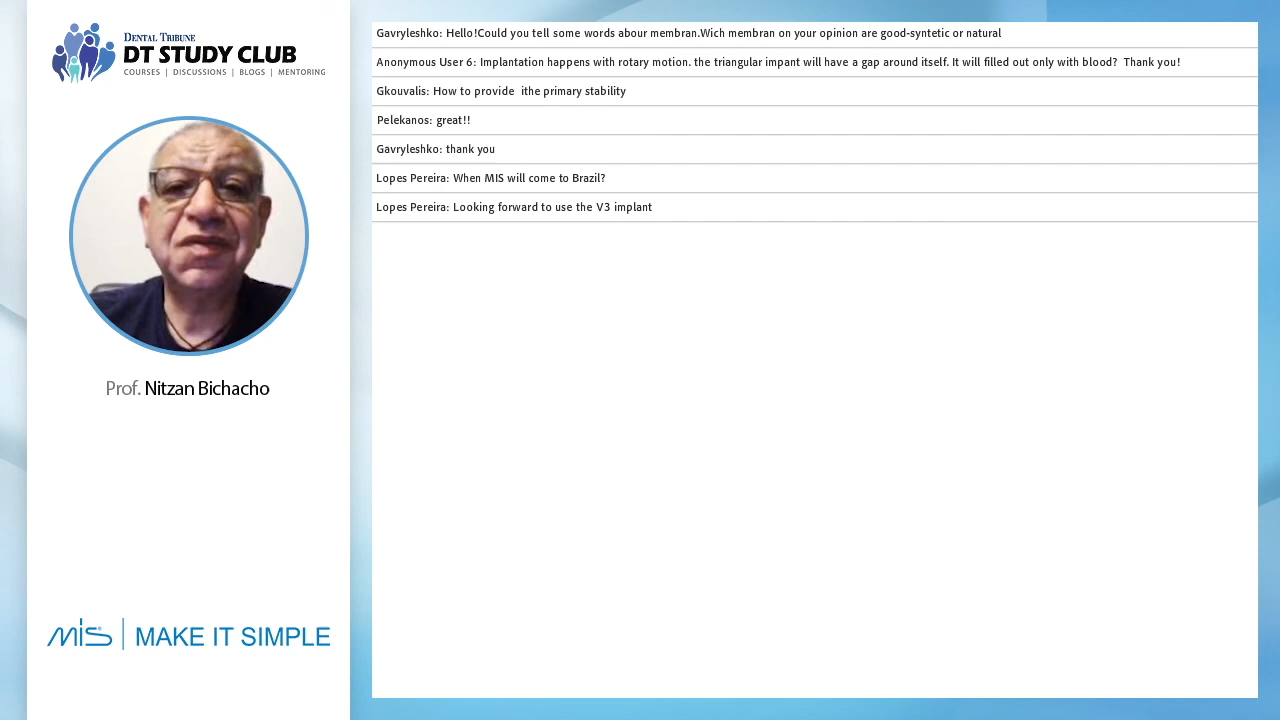 DENTAL TRIBUNE
DT STUDY CLUB
COURSES | DISCUSSIONS | BLOGS | MENTORING
Prof. Nitzan Bichacho
mis® | MAKE IT SIMPLE
Gavryleshko: Hello!Could you tell some words abour membran.Wich membran on your opinion are good-syntetic or natural
Anonymous User 6: Implantation happens with rotary motion. the triangular impant will have a gap around itself. It will filled out only with blood?  Thank you!
Gkouvalis: How to provide  ithe primary stability
Pelekanos: great!!
Gavryleshko: thank you
Lopes Pereira: When MIS will come to Brazil?
Lopes Pereira: Looking forward to use the V3 implant